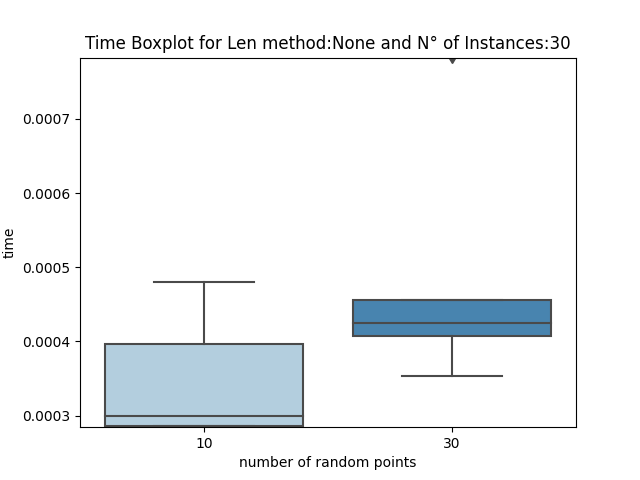 Time Boxplot for Len method:None and N° of Instances:30
0.0007
0.0006
0.0005
0.0004
0.0003
time
10 30
number of random points